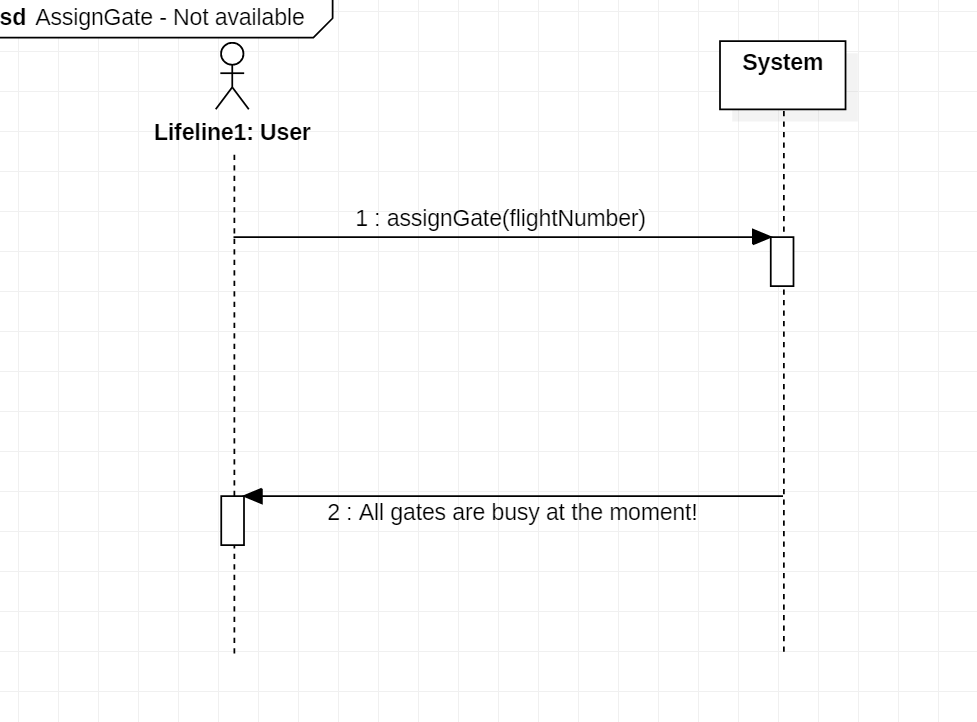 sd AssignGate - Not available
System
Lifeline1: User
1 : assignGate(flightNumber)
2 : All gates are busy at the moment!